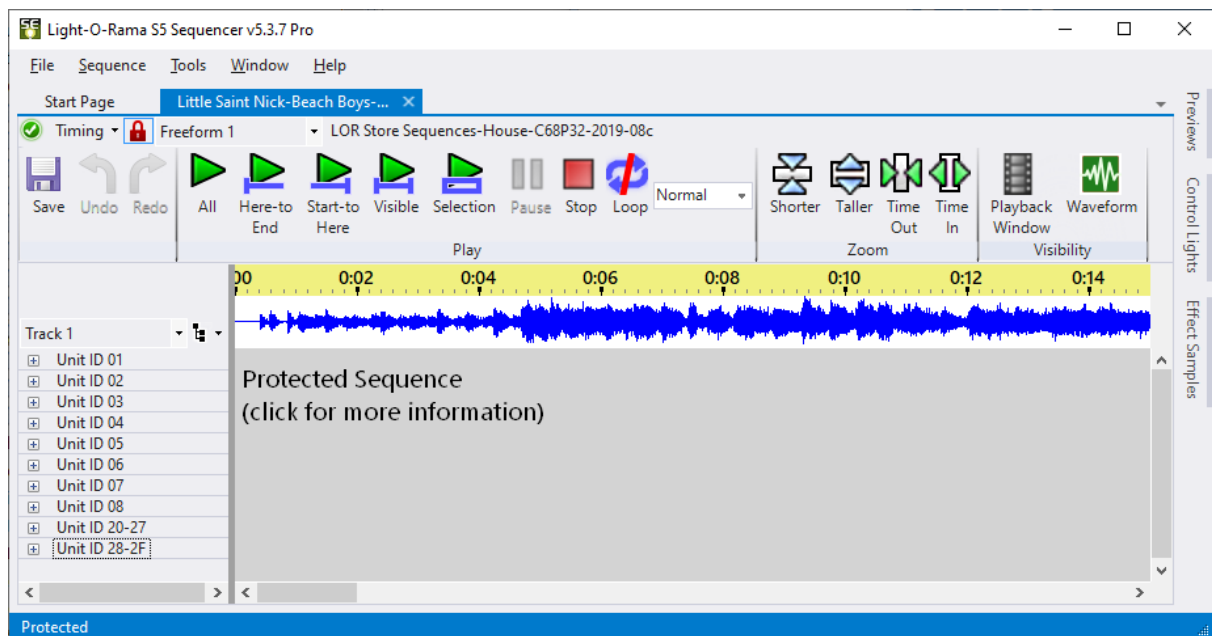 SE Light-O-Rama S5 Sequencer v5.3.7 Pro
File Sequence Tools Window Help
Start Page Little Saint Nick-Beach Boys-...
Timing Freeform 1 LOR Store Sequences-House-C68P32-2019-08c
Save Undo Redo All Here-to End Start-to Here Visible Selection Pause Stop Loop Normal Shorter Taller Time Out Time In Playback Window Waveform
Play Zoom Visibility
00 0:02 0:04 0:06 0:08 0:10 0:12 0:14
Track 1
Unit ID 01
Unit ID 02
Unit ID 03
Unit ID 04
Unit ID 05
Unit ID 06
Unit ID 07
Unit ID 08
Unit ID 20-27
Unit ID 28-2F
Protected Sequence
(click for more information)
Previews
Control Lights
Effect Samples
Protected